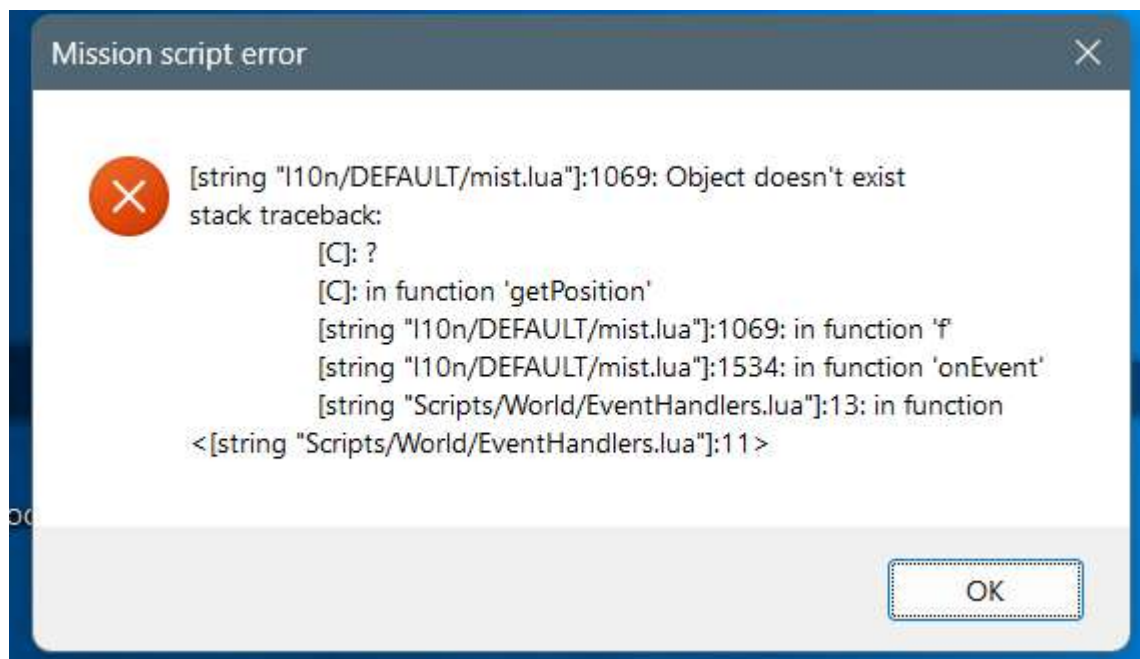 Mission script error
[string "l10n/DEFAULT/mist.lua"]:1069: Object doesn't exist
stack traceback:
[C]: ?
[C]: in function 'getPosition'
[string "l10n/DEFAULT/mist.lua"]:1069: in function 'f'
[string "l10n/DEFAULT/mist.lua"]:1534: in function 'onEvent'
[string "Scripts/World/EventHandlers.lua"]:13: in function
<[string "Scripts/World/EventHandlers.lua"]:11>
OK